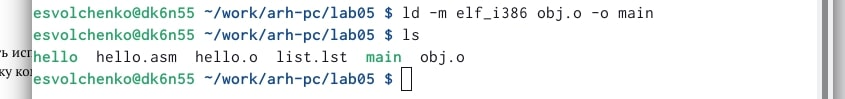 esvolchenko@dk6n55 ~/work/arh-pc/lab05 $ ld -m elf_i386 obj.o -o main
esvolchenko@dk6n55 ~/work/arh-pc/lab05 $ ls
hello  hello.asm  hello.o  list.lst  main  obj.o
esvolchenko@dk6n55 ~/work/arh-pc/lab05 $